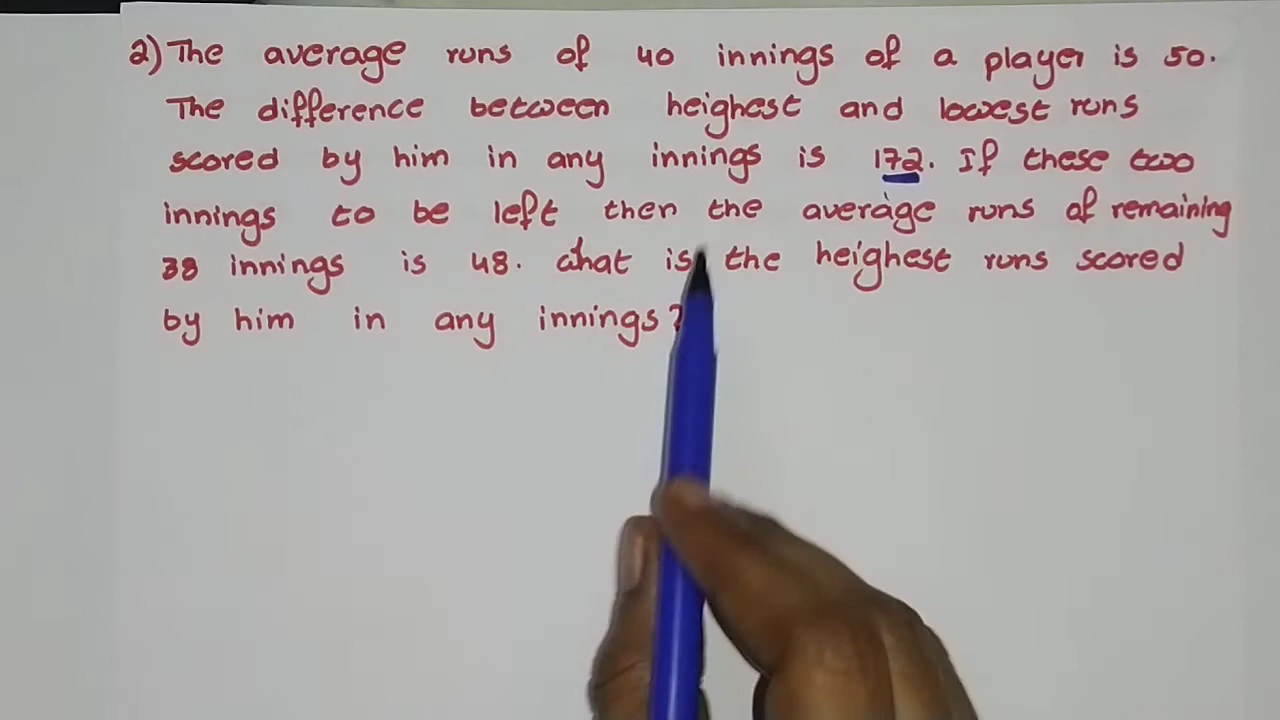 2) The average runs of 40 innings of a player is 50.
The difference between heighest and lowest runs
scored by him in any innings is 172. If these two
innings to be left then the average runs of remaining
38 innings is 48. What is the heighest runs scored
by him in any innings?